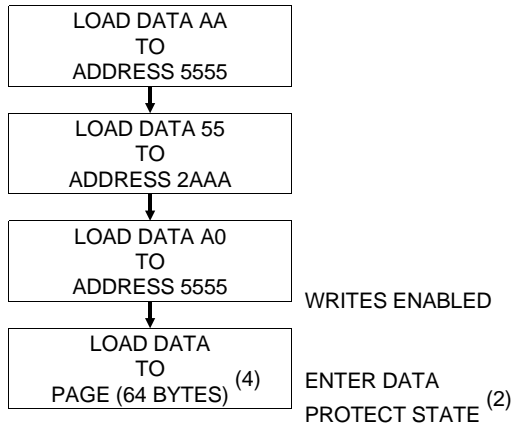 LOAD DATA AA
TO
ADDRESS 5555
LOAD DATA 55
TO
ADDRESS 2AAA
LOAD DATA A0
TO
ADDRESS 5555
WRITES ENABLED
LOAD DATA
TO
PAGE (64 BYTES) (4)
ENTER DATA
PROTECT STATE (2)